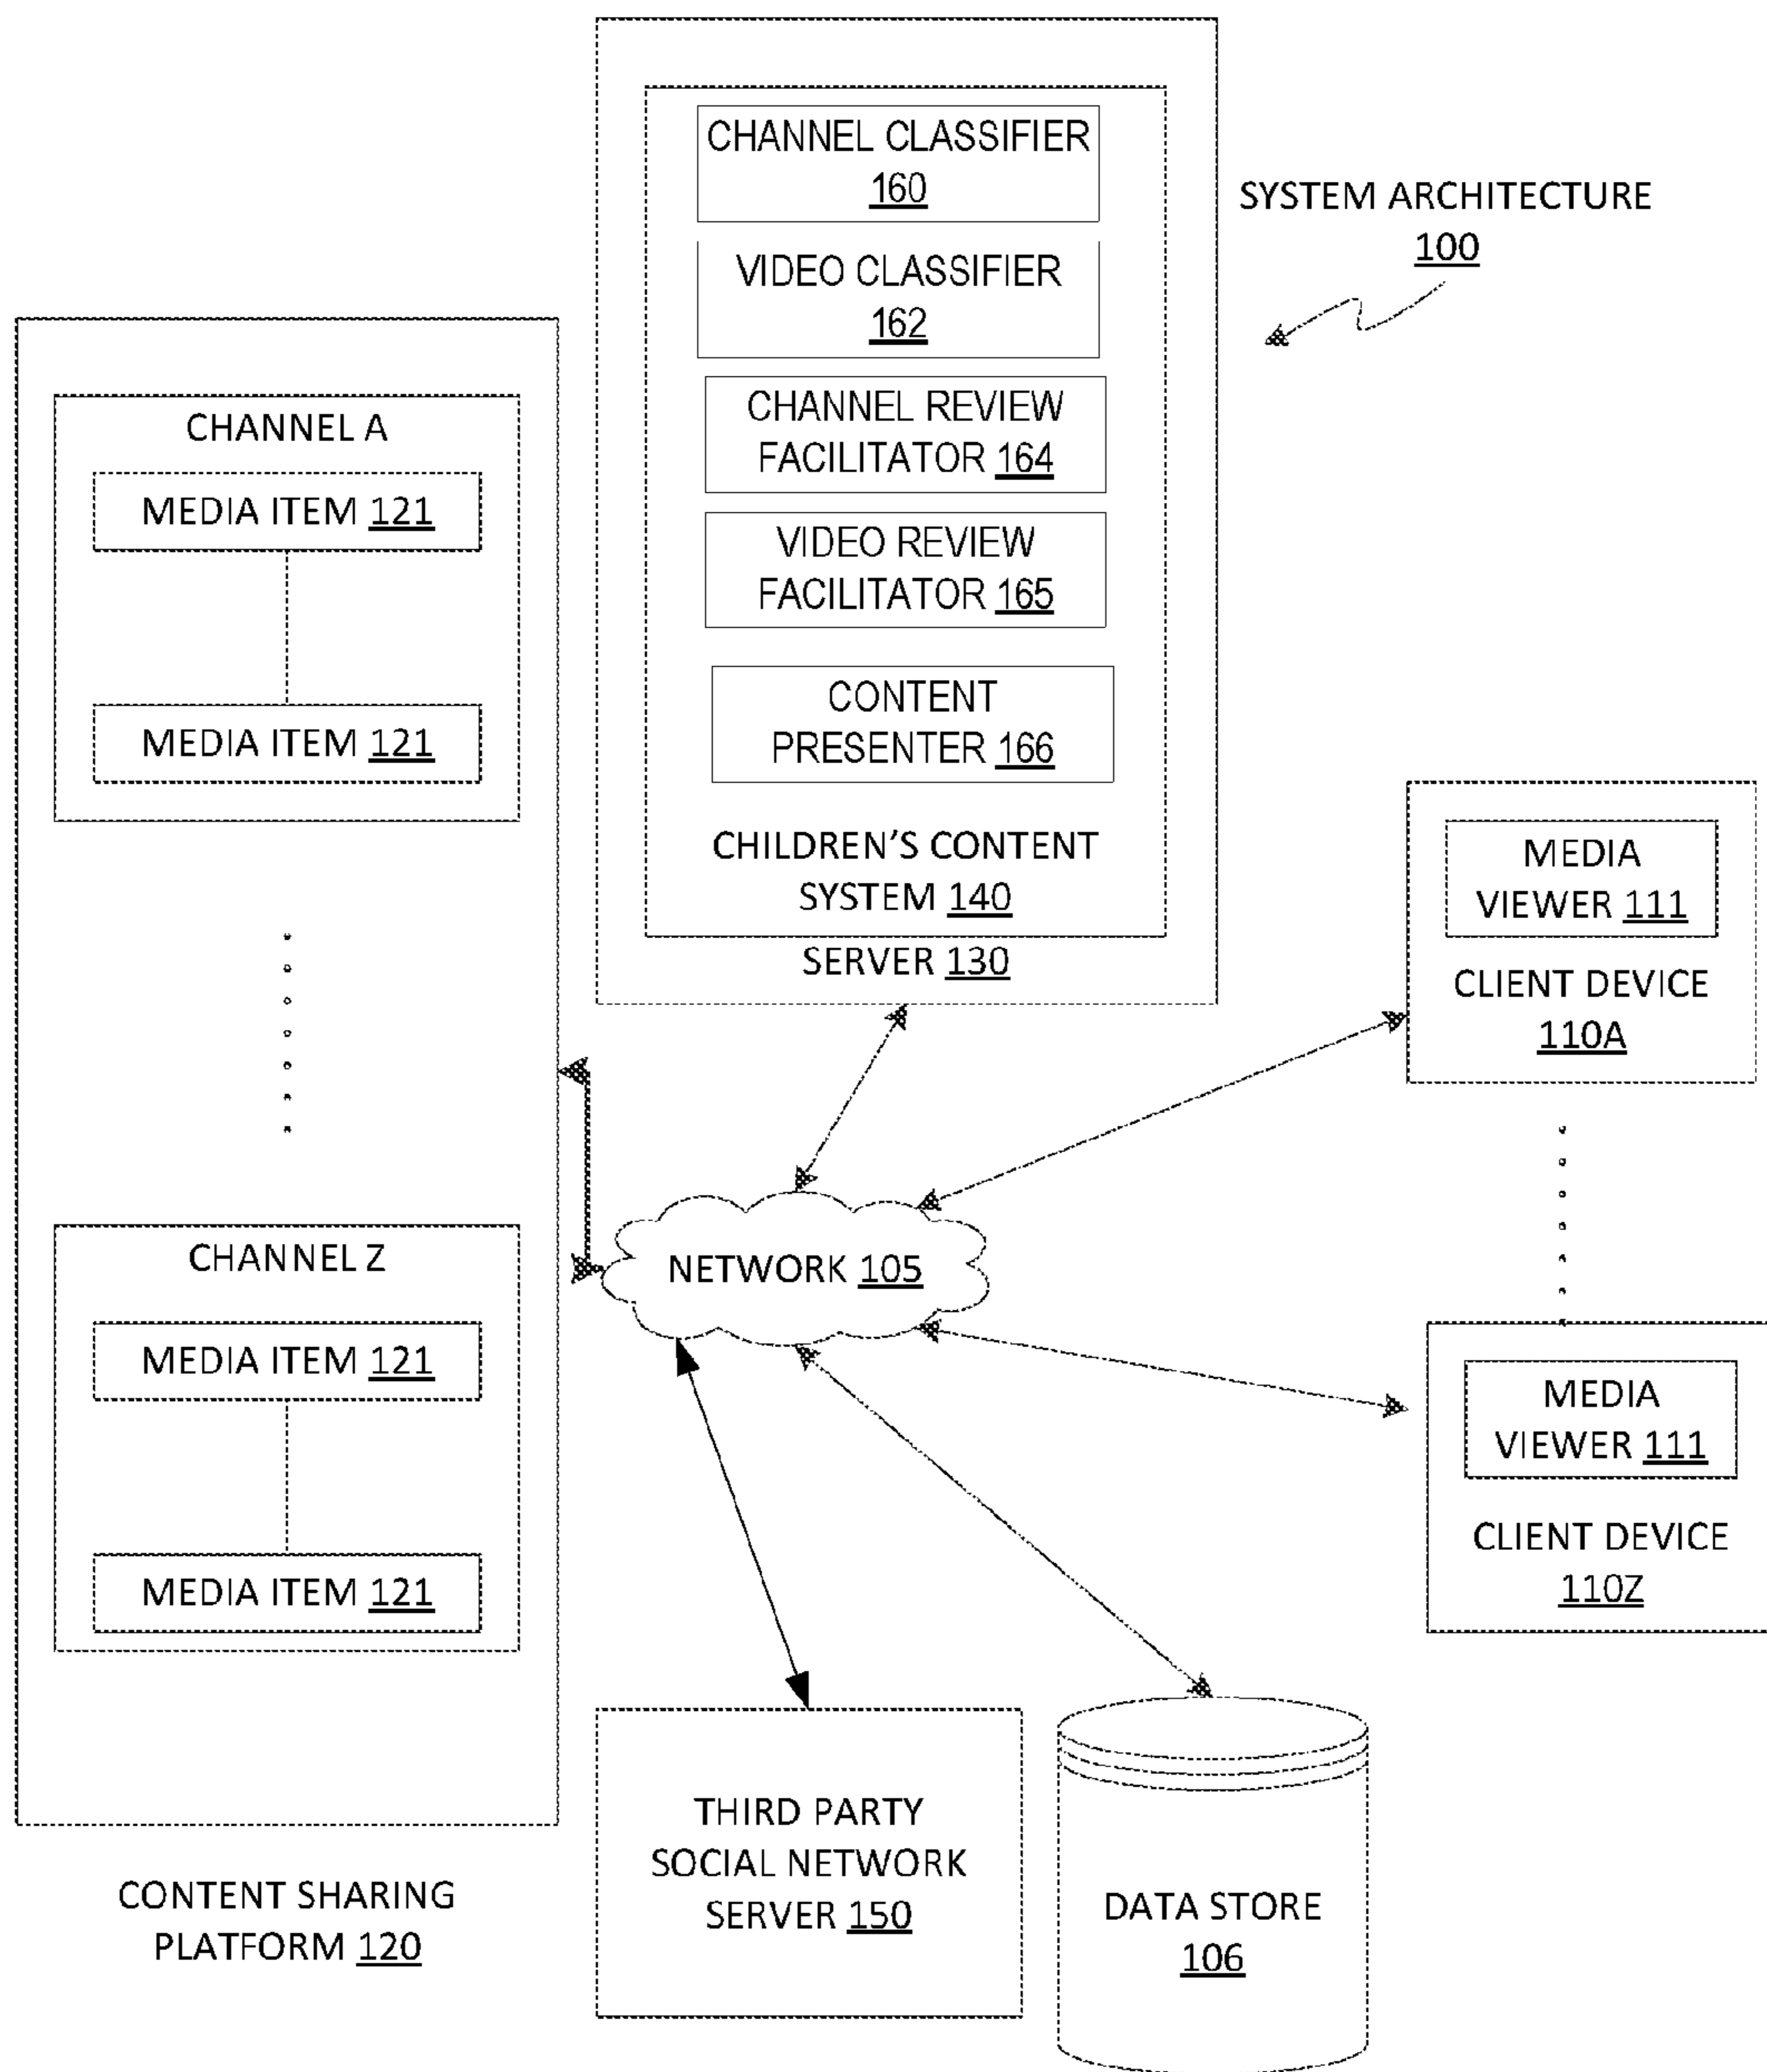 CHANNEL CLASSIFIER
160
VIDEO CLASSIFIER
162
CHANNEL REVIEW
FACILITATOR 164
VIDEO REVIEW
FACILITATOR 165
CONTENT
PRESENTER 166
CHILDREN'S CONTENT
SYSTEM 140
SERVER 130
SYSTEM ARCHITECTURE
100
CHANNEL A
MEDIA ITEM 121
MEDIA ITEM 121
CHANNEL Z
MEDIA ITEM 121
MEDIA ITEM 121
CONTENT SHARING
PLATFORM 120
NETWORK 105
MEDIA
VIEWER 111
CLIENT DEVICE
110A
MEDIA
VIEWER 111
CLIENT DEVICE
110Z
THIRD PARTY
SOCIAL NETWORK
SERVER 150
DATA STORE
106